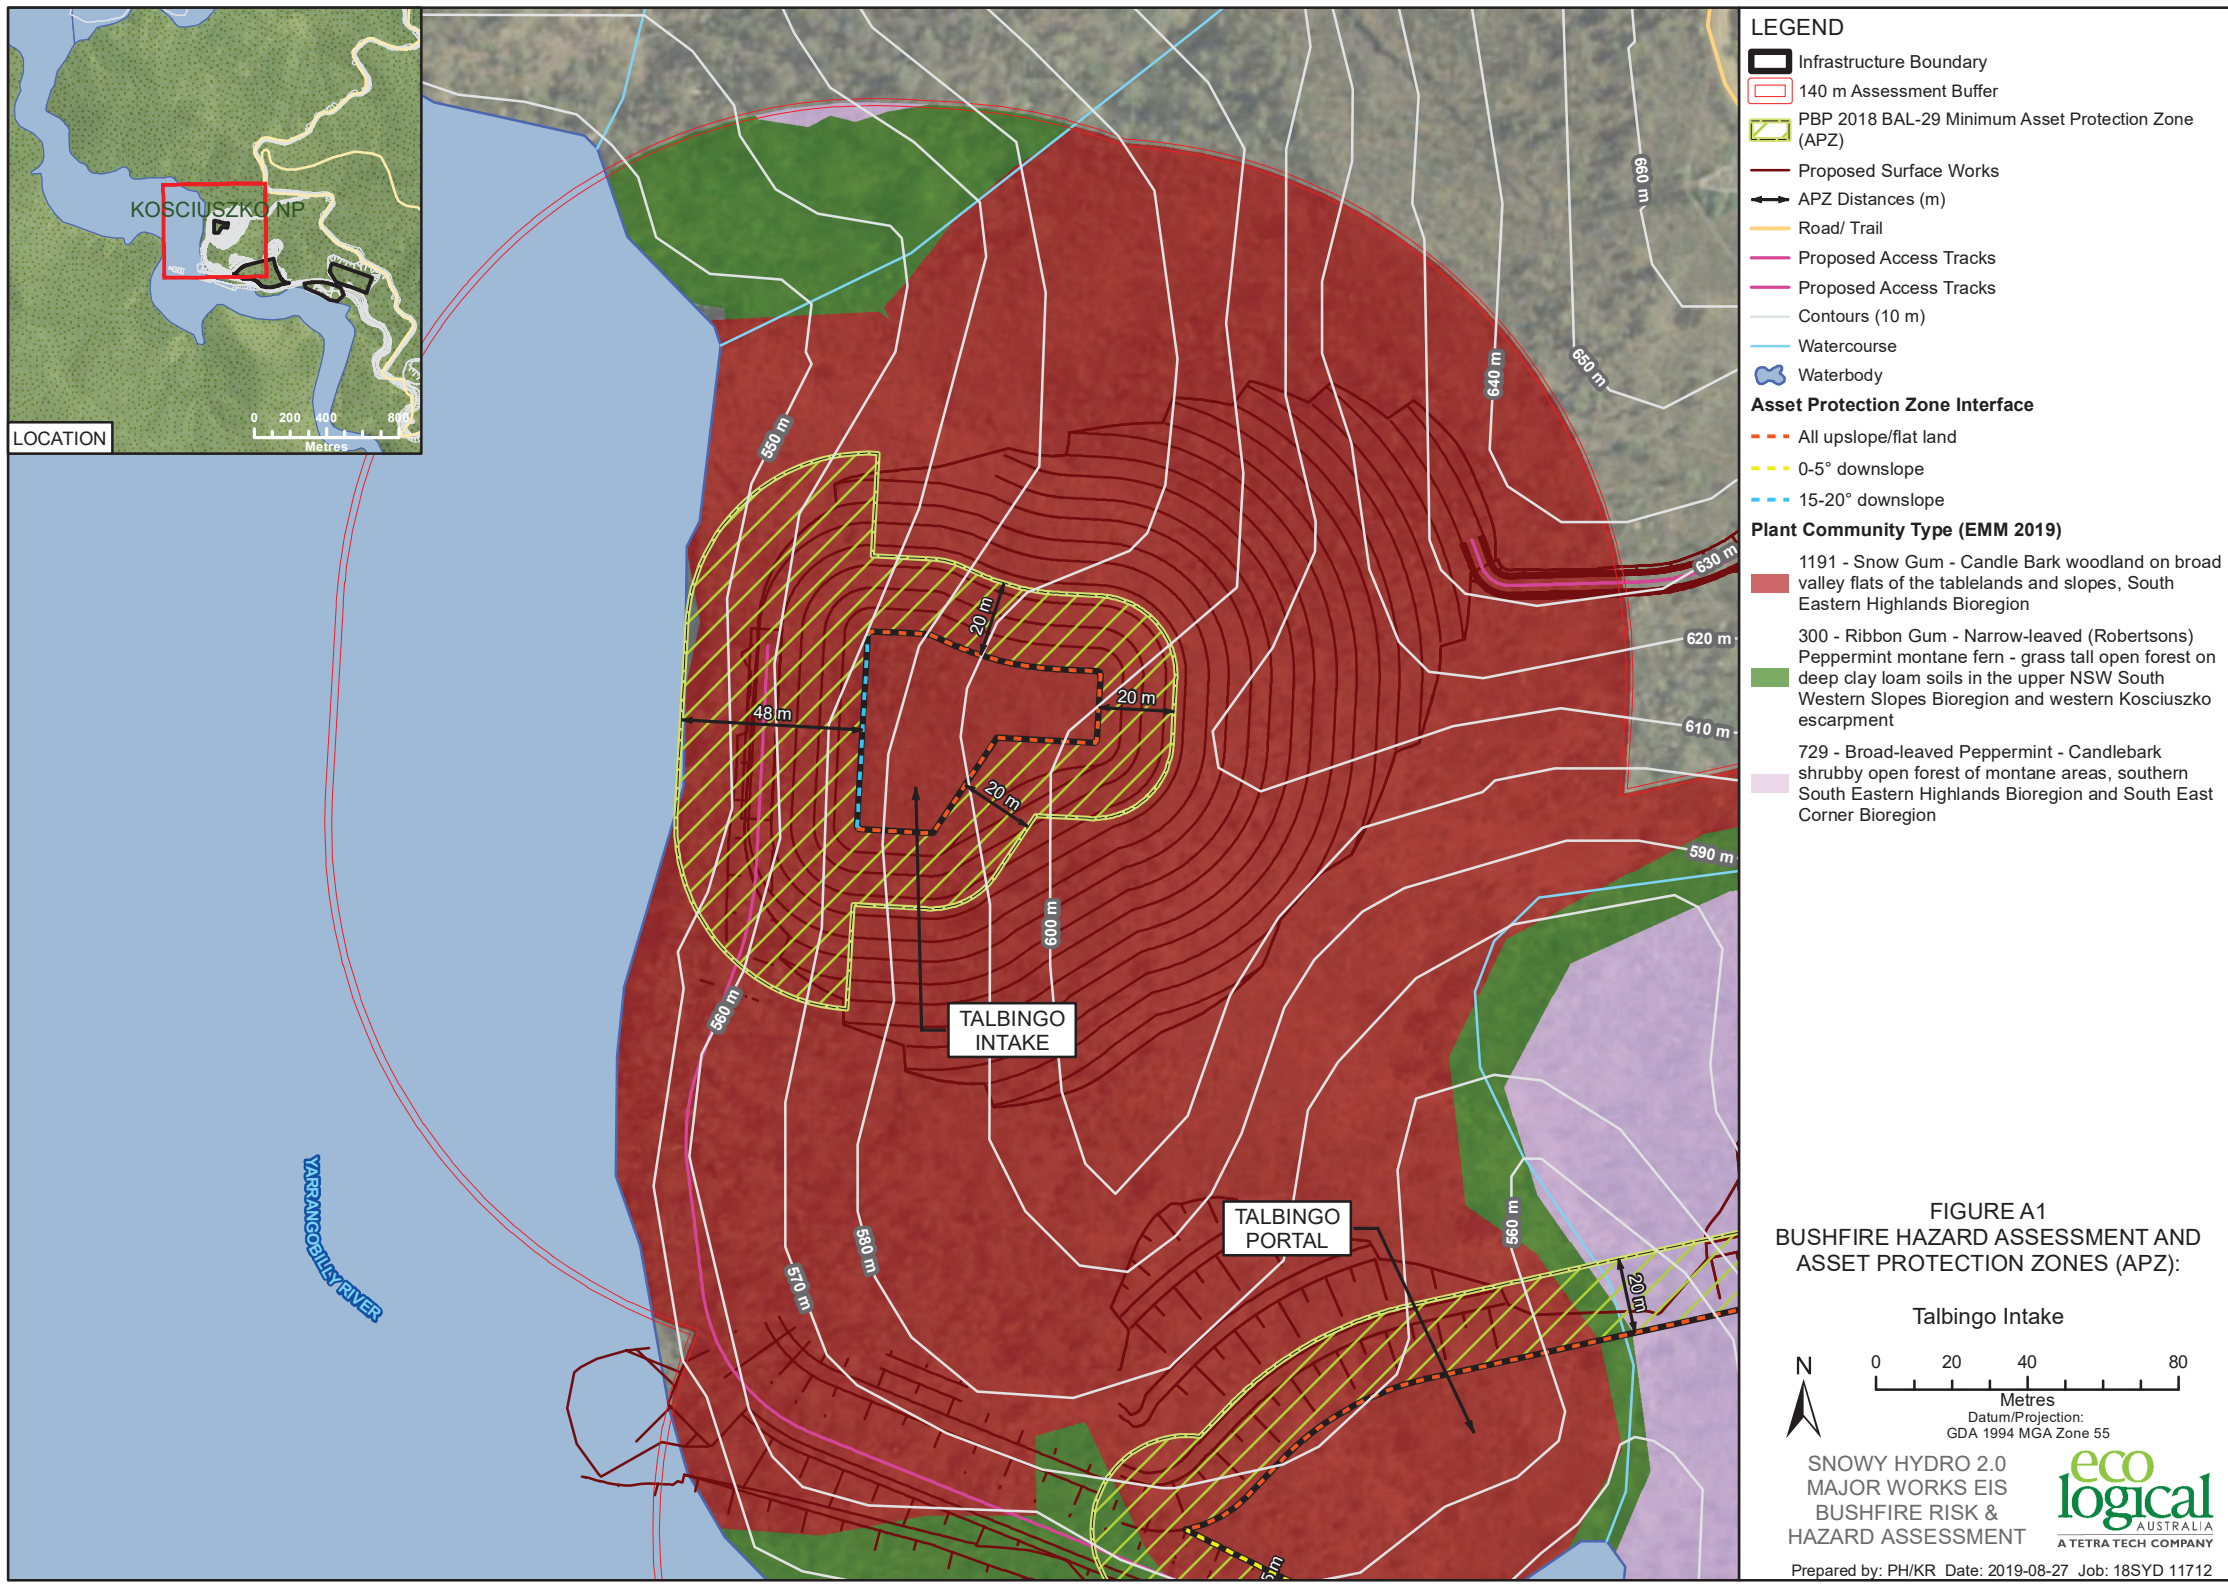 KOSCIUSZKO NP
0 200 400 800
Metres
LOCATION
660 m
650 m
640 m
630 m
620 m
610 m
590 m
550 m
20 m
20 m
48 m
20 m
600 m
560 m
TALBINGO
INTAKE
YARRANGOBILLY RIVER
TALBINGO
PORTAL
580 m
570 m
560 m
20 m
LEGEND
Infrastructure Boundary
140 m Assessment Buffer
PBP 2018 BAL-29 Minimum Asset Protection Zone
(APZ)
Proposed Surface Works
APZ Distances (m)
Road/ Trail
Proposed Access Tracks
Proposed Access Tracks
Contours (10 m)
Watercourse
Waterbody
Asset Protection Zone Interface
All upslope/flat land
0-5° downslope
15-20° downslope
Plant Community Type (EMM 2019)
1191 - Snow Gum - Candle Bark woodland on broad
valley flats of the tablelands and slopes, South
Eastern Highlands Bioregion
300 - Ribbon Gum - Narrow-leaved (Robertsons)
Peppermint montane fern - grass tall open forest on
deep clay loam soils in the upper NSW South
Western Slopes Bioregion and western Kosciuszko
escarpment
729 - Broad-leaved Peppermint - Candlebark
shrubby open forest of montane areas, southern
South Eastern Highlands Bioregion and South East
Corner Bioregion
FIGURE A1
BUSHFIRE HAZARD ASSESSMENT AND
ASSET PROTECTION ZONES (APZ):
Talbingo Intake
N
0 20 40 80
Metres
Datum/Projection:
GDA 1994 MGA Zone 55
SNOWY HYDRO 2.0
MAJOR WORKS EIS
BUSHFIRE RISK &
HAZARD ASSESSMENT
eco
logical
AUSTRALIA
A TETRA TECH COMPANY
Prepared by: PH/KR Date: 2019-08-27 Job: 18SYD 11712